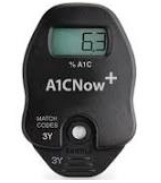 6.3
% A1C
A1CNow+
MATCH
CODES
3Y
3Y